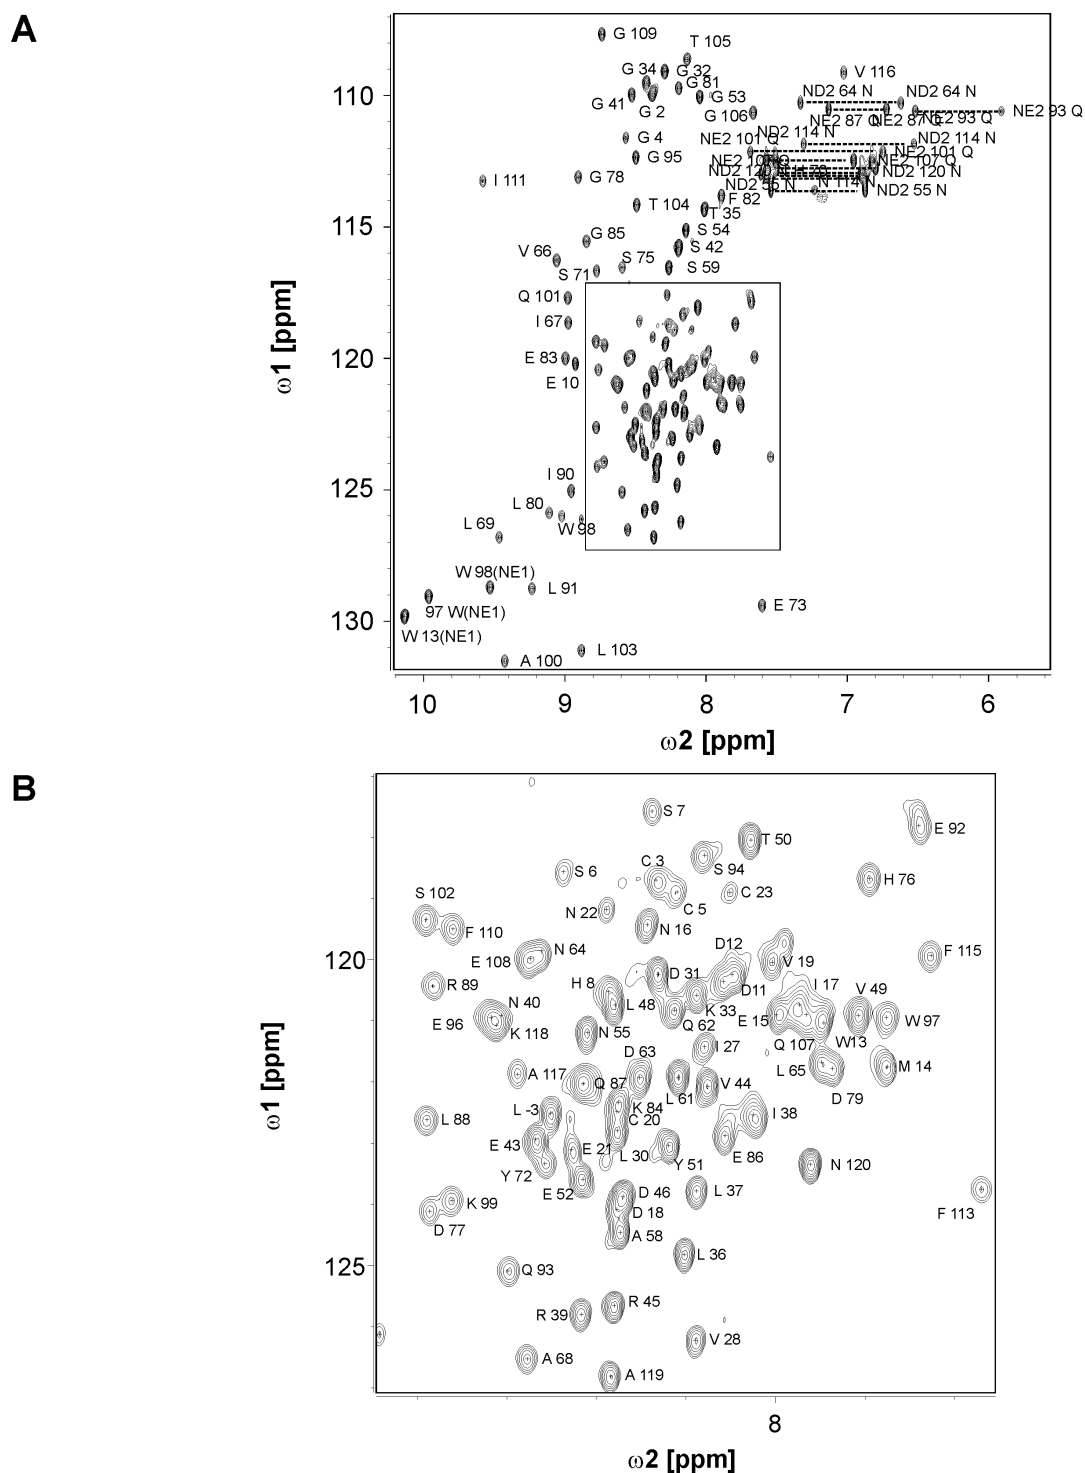 A
G 109
T 105
G 34
G 32
V 116
G 81
110
ND2 64 N
ND2 64 N
G 41
G 2
G 53
NE2 93 Q
G 106
NE2 87 Q
NE2 87 Q
NE2 93 Q
G 4
ND2 114 N
ND2 114 N
NE2 101 Q
NE2 101 Q
G 95
NE2 107 Q
ND2 120 N
I 111
G 78
ND2 55 N
N 114 N
ND2 55 N
F 82
T 104
T 35
115
G 85
S 54
V 66
S 75
S 42
S 71
S 59
Q 101
I 67
120
E 83
E 10
I 90
125
L 80
W 98
L 69
W 98(NE1)
L 91
97 W(NE1)
E 73
130
W 13(NE1)
A 100
L 103
ω1 [ppm]
10 9 8 7 6
ω2 [ppm]
B
S 7
E 92
T 50
C 3
S 94
S 6
H 76
S 102
C 5
C 23
N 22
F 110
N 16
D12
N 64
F 115
120
E 108
V 19
D 31
D11
I 17
H 8
R 89
V 49
L 48
K 33
N 40
E 96
Q 62
E 15
W 97
K 118
N 55
I 27
Q 107
W13
D 63
L 65
M 14
A 117
Q 87
V 44
D 79
L 61
L -3
K 84
I 38
L 88
C 20
E 43
E 21
L 30
E 86
Y 51
Y 72
N 120
E 52
D 46
L 37
K 99
D 18
F 113
D 77
A 58
L 36
125
Q 93
R 45
R 39
V 28
A 68
A 119
ω1 [ppm]
8
ω2 [ppm]